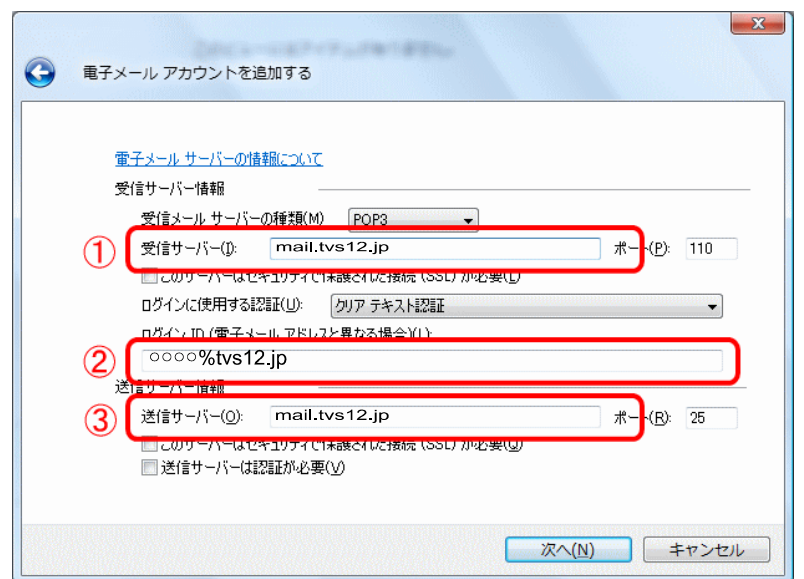 電子メール アカウントを追加する
電子メール サーバーの情報について
受信サーバー情報
受信メール サーバーの種類(M) POP3
① 受信サーバー(I): mail.tvs12.jp ポート(P): 110
このサーバーはセキュリティで保護された接続 (SSL) が必要(L)
ログインに使用する認証(U): クリア テキスト認証
ログイン ID (電子メール アドレスと異なる場合)(L):
② ○○○○%tvs12.jp
送信サーバー情報
③ 送信サーバー(O): mail.tvs12.jp ポート(R): 25
このサーバーはセキュリティで保護された接続 (SSL) が必要(Q)
送信サーバーは認証が必要(V)
次へ(N) キャンセル